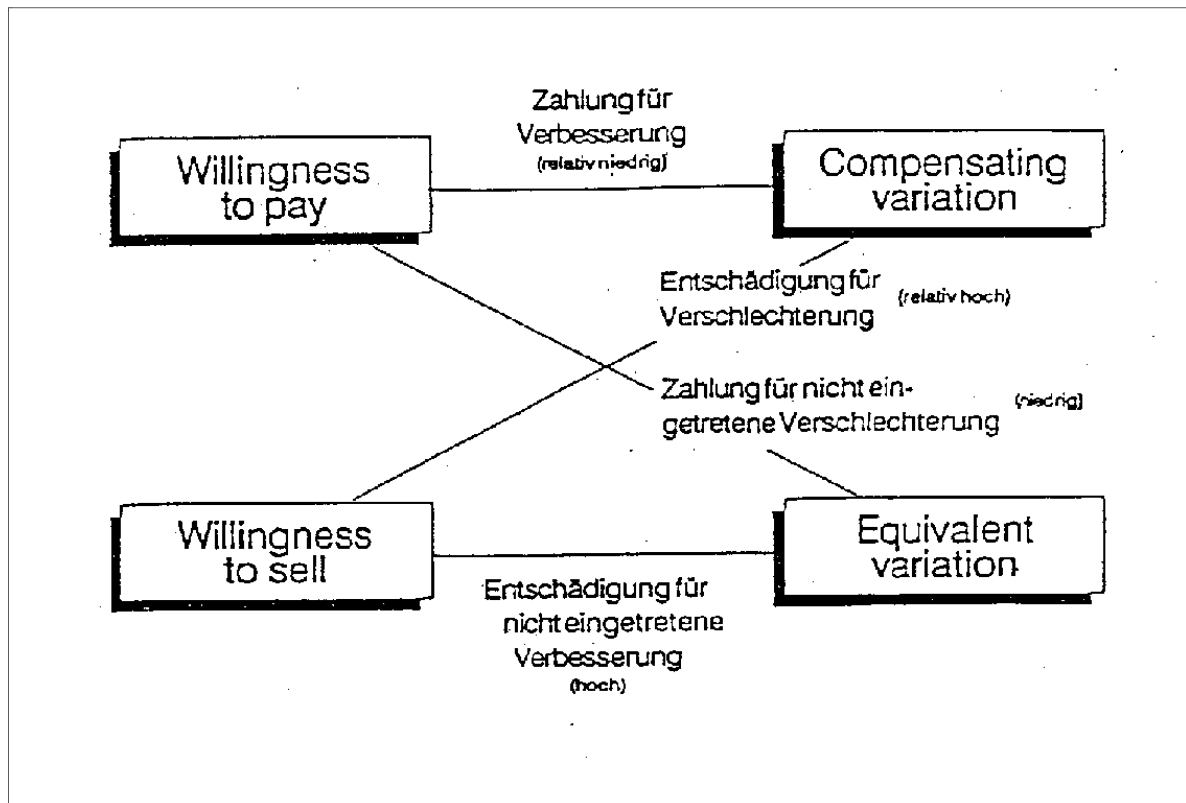 Zahlung für
Verbesserung
(relativ niedrig)
Willingness
to pay
Compensating
variation
Entschädigung für
Verschlechterung
(relativ hoch)
Zahlung für nicht ein-
getretene Verschlechterung
(niedrig)
Willingness
to sell
Equivalent
variation
Entschädigung für
nicht eingetretene
Verbesserung
(hoch)